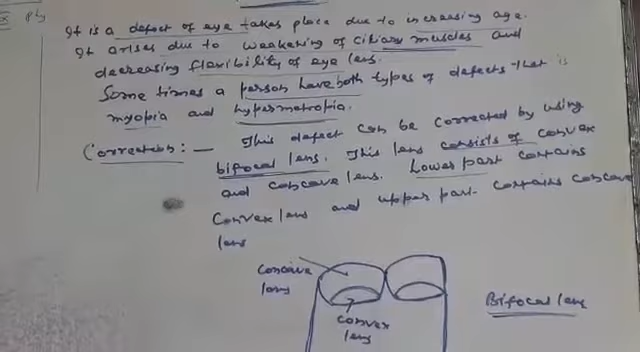 Phy
It is a defect of eye takes place due to increasing age.
It arises due to weakening of ciliary muscles and
decreasing flexibility of eye lens.
Some times a person have both types of defects that is
myopia and hypermetropia.
Correction: — This defect can be corrected by using
bifocal lens. This lens consists of convex
and concave lens. Lower part contains
convex lens and upper part contains concave
lens
concave
lens
convex
lens
Bifocal lens